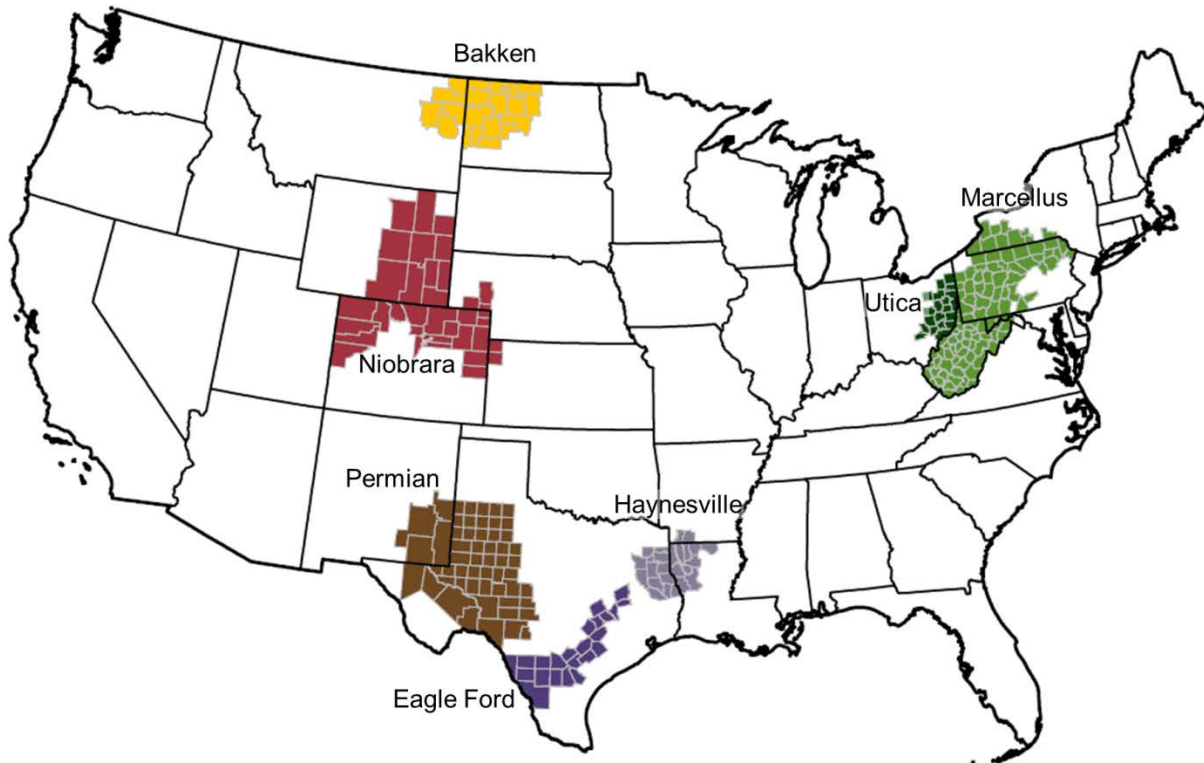 Bakken
Marcellus
Utica
Niobrara
Permian
Haynesville
Eagle Ford